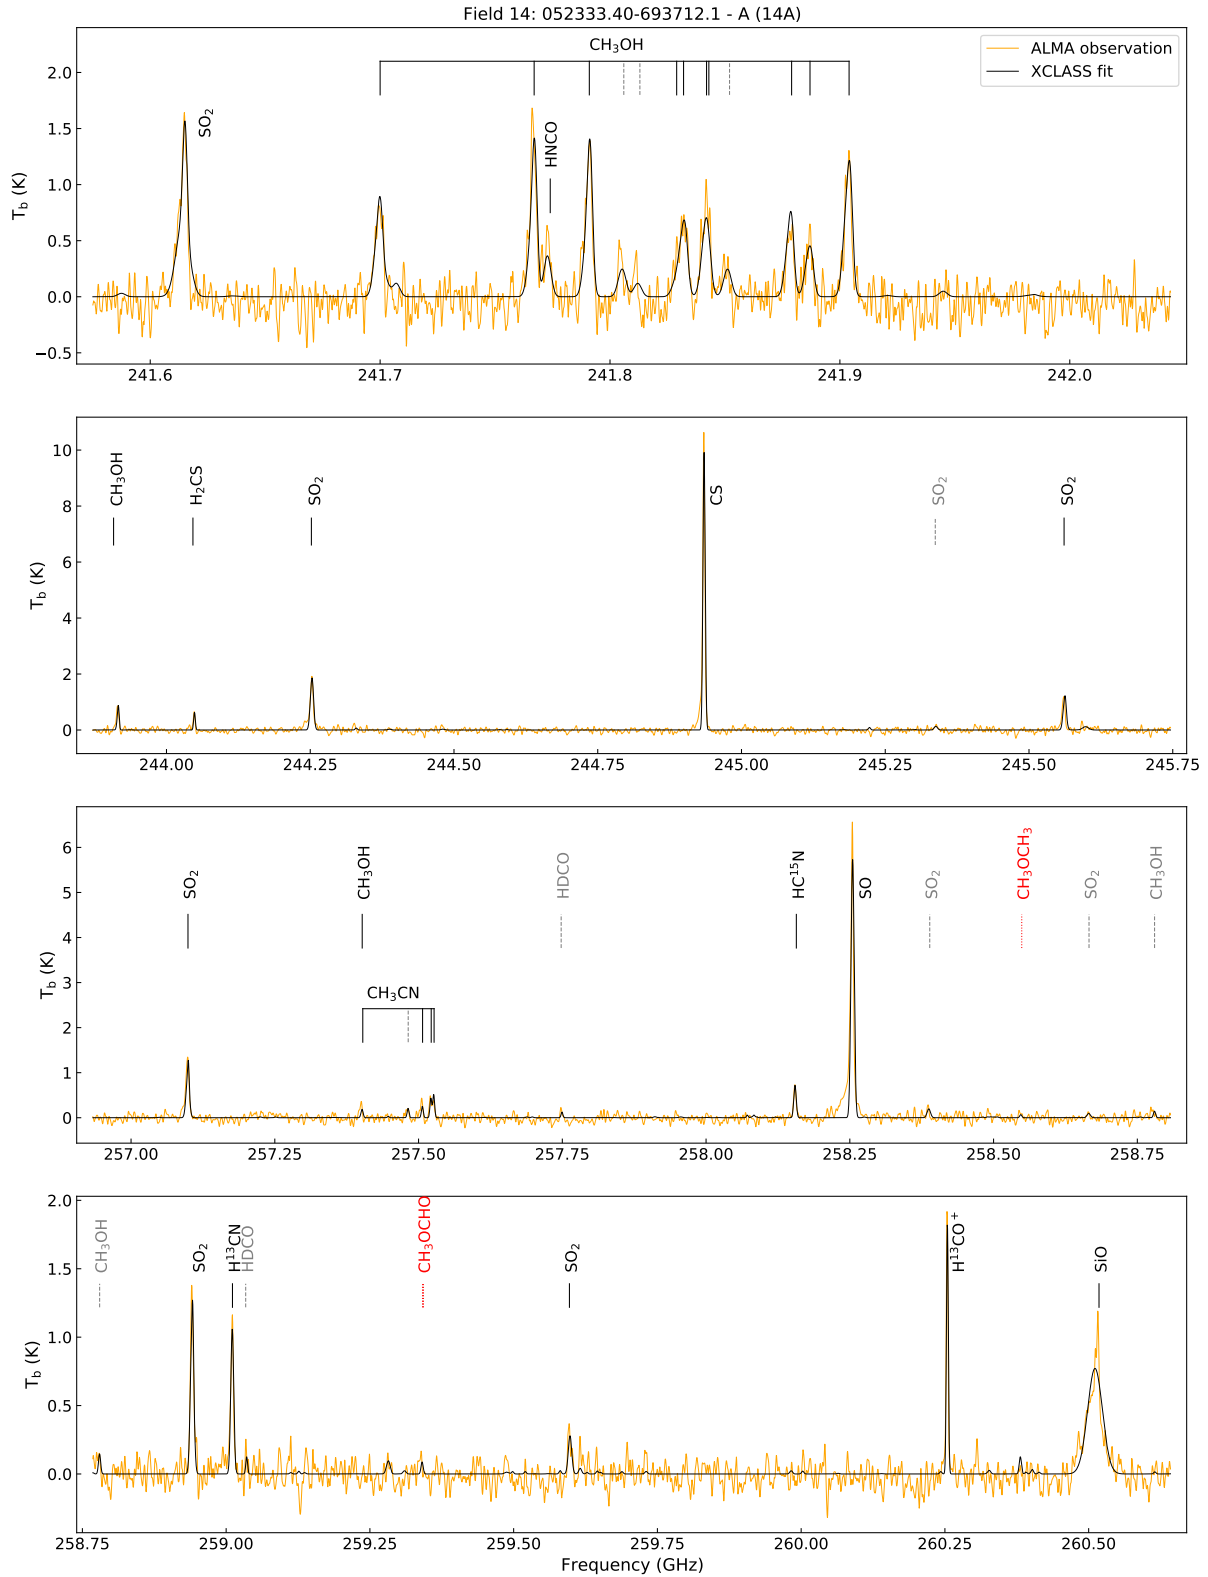 Field 14: 052333.40-693712.1 - A (14A)
CH₃OH
ALMA observation
XCLASS fit
SO₂
HNCO
T_b (K)
2.0
1.5
1.0
0.5
0.0
−0.5
241.6 241.7 241.8 241.9 242.0
CH₃OH
H₂CS
SO₂
CS
SO₂
SO₂
T_b (K)
10
8
6
4
2
0
244.00 244.25 244.50 244.75 245.00 245.25 245.50 245.75
SO₂
CH₃OH
CH₃CN
HDCO
HC¹⁵N
SO
SO₂
CH₃OCH₃
SO₂
CH₃OH
T_b (K)
6
5
4
3
2
1
0
257.00 257.25 257.50 257.75 258.00 258.25 258.50 258.75
CH₃OH
SO₂
H¹³CN
HDCO
CH₃OCHO
SO₂
H¹³CO⁺
SiO
T_b (K)
2.0
1.5
1.0
0.5
0.0
258.75 259.00 259.25 259.50 259.75 260.00 260.25 260.50
Frequency (GHz)